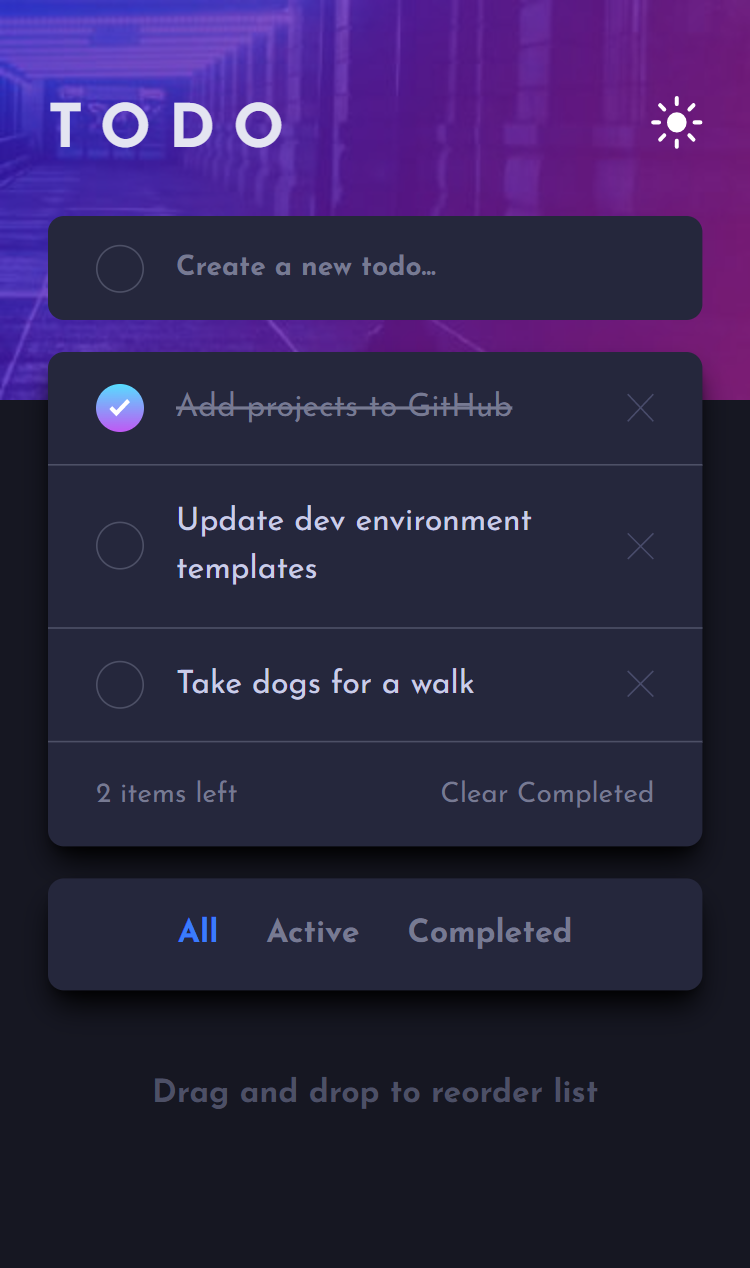 TODO
Create a new todo...
Add projects to GitHub
Update dev environment
templates
Take dogs for a walk
2 items left
Clear Completed
All Active Completed
Drag and drop to reorder list